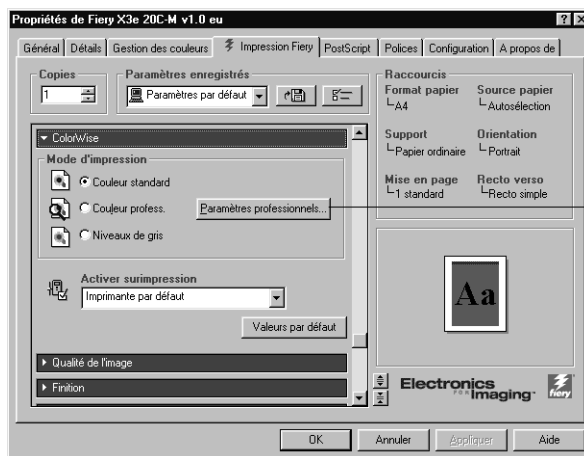 Propriétés de Fiery X3e 20C-M v1.0 eu
Général
Détails
Gestion des couleurs
Impression Fiery
PostScript
Polices
Configuration
A propos de
Copies
1
Paramètres enregistrés
Paramètres par défaut
ColorWise
Mode d'impression
Couleur standard
Couleur profess.
Paramètres professionnels...
Niveaux de gris
Activer surimpression
Imprimante par défaut
Valeurs par défaut
Qualité de l'image
Finition
Raccourcis
Format papier
A4
Source papier
Autosélection
Support
Papier ordinaire
Orientation
Portrait
Mise en page
1 standard
Recto verso
Recto simple
Aa
Electronics
FOR Imaging
fiery
OK
Annuler
Appliquer
Aide